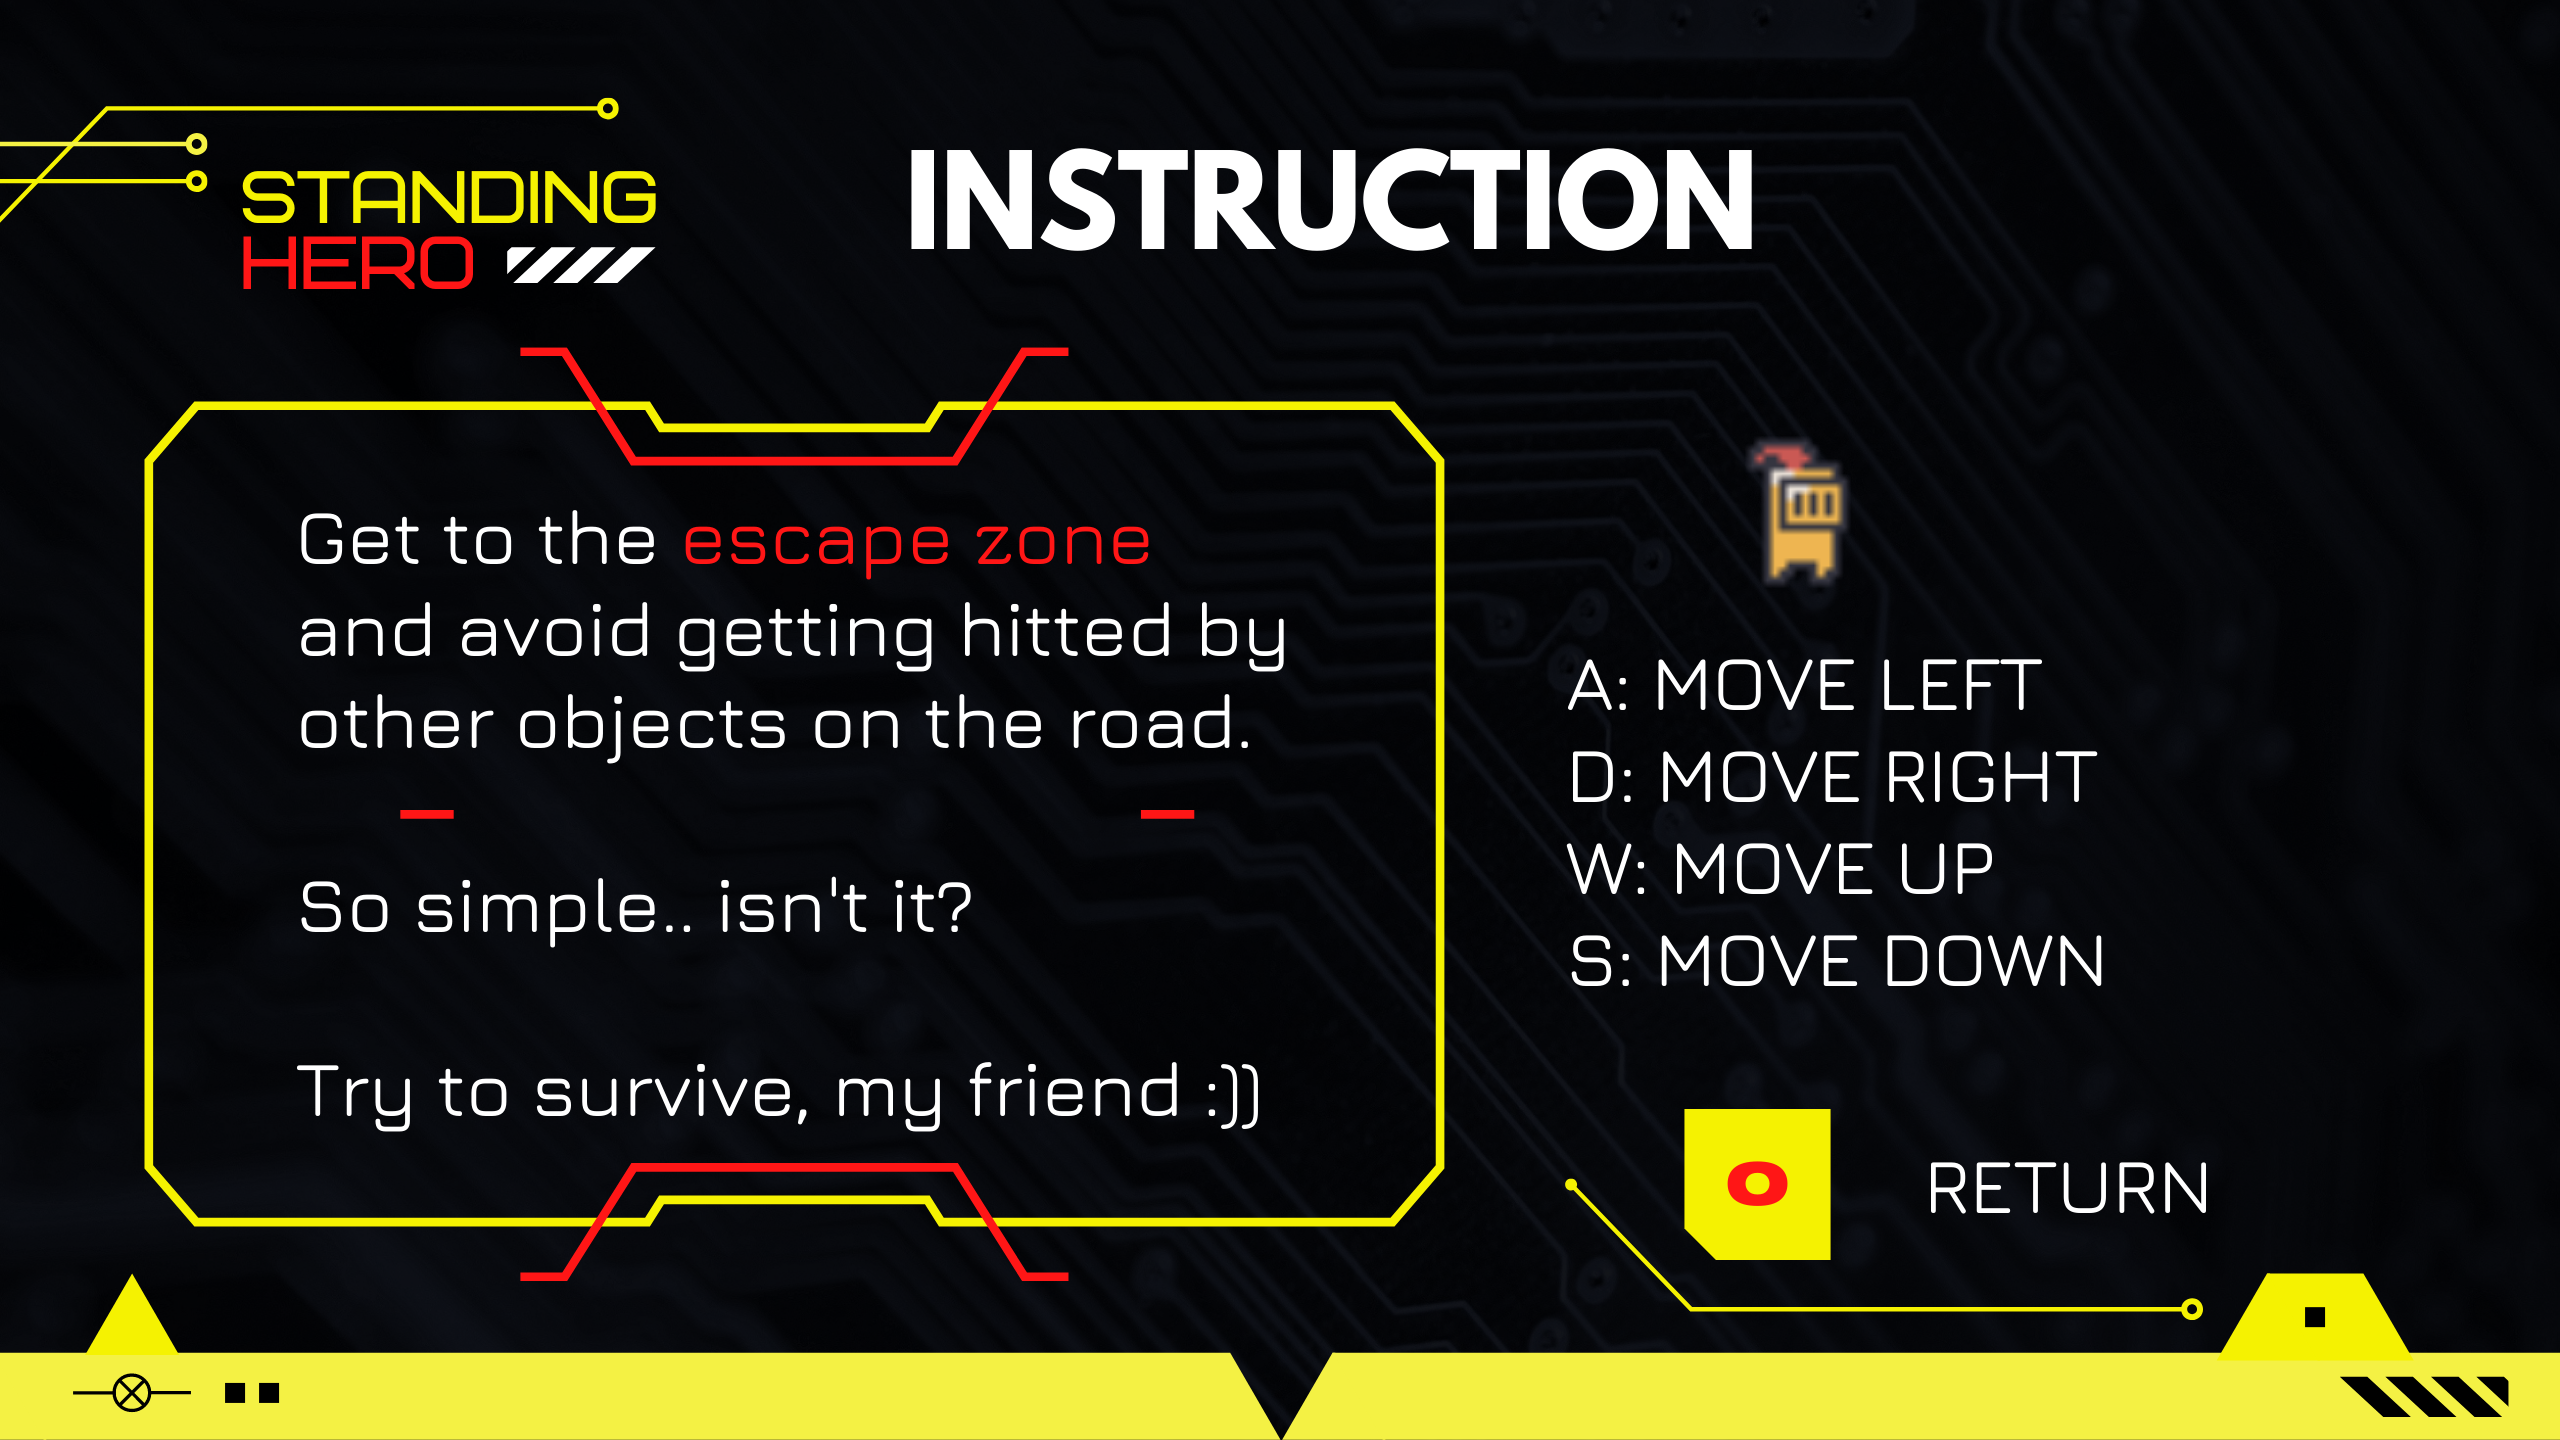 STANDING
HERO
INSTRUCTION
Get to the escape zone
and avoid getting hitted by
other objects on the road.
So simple.. isn't it?
Try to survive, my friend :))
A: MOVE LEFT
D: MOVE RIGHT
W: MOVE UP
S: MOVE DOWN
O RETURN